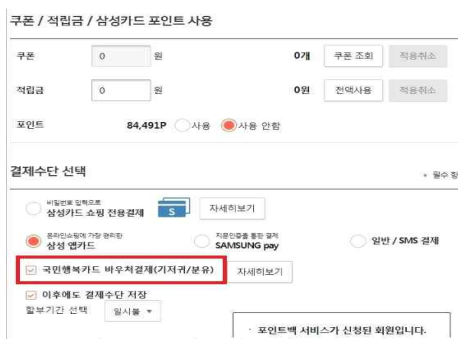 쿠폰 / 적립금 / 삼성카드 포인트 사용
쿠폰 0 원 0개 쿠폰 조회 적용취소
적립금 0 원 0원 전액사용 적용취소
포인트 84,491P 사용 사용 안함
결제수단 선택
* 필수 항
비밀번호 입력으로
삼성카드 쇼핑 전용결제 S 자세히보기
온라인쇼핑에 가장 편리한
삼성 앱카드
지문인증을 통한 결제
SAMSUNG pay
일반 / SMS 결제
국민행복카드 바우처결제(기저귀/분유) 자세히보기
이후에도 결제수단 저장
할부기간 선택 일시불
· 포인트백 서비스가 신청된 회원입니다.